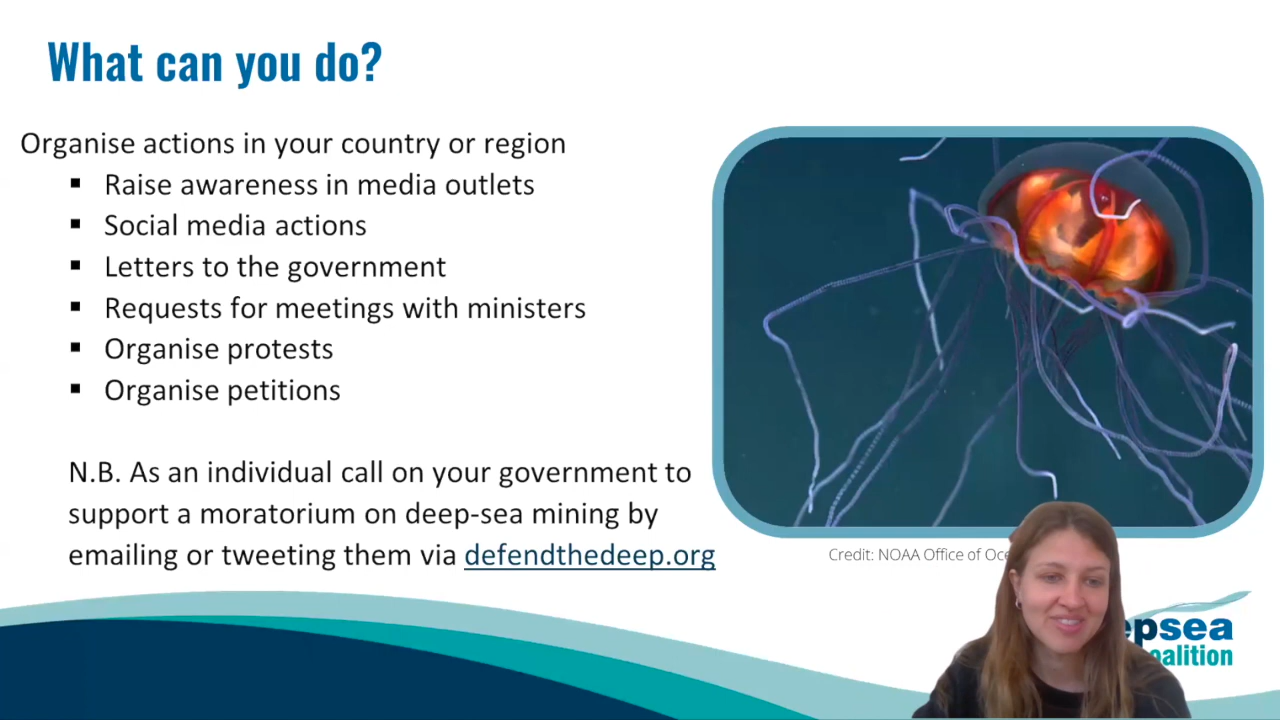 What can you do?
Organise actions in your country or region
▪ Raise awareness in media outlets
▪ Social media actions
▪ Letters to the government
▪ Requests for meetings with ministers
▪ Organise protests
▪ Organise petitions
N.B. As an individual call on your government to
support a moratorium on deep-sea mining by
emailing or tweeting them via defendthedeep.org
Credit: NOAA Office of
epsea
alition